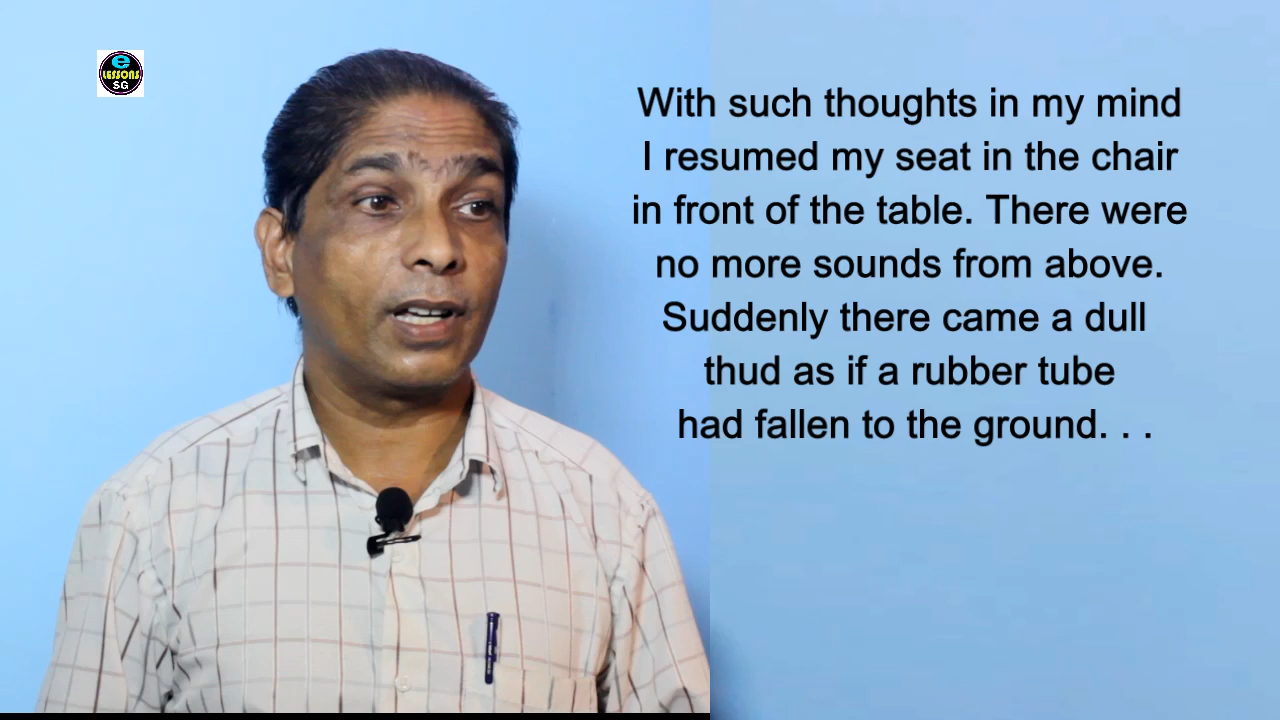 e
LESSONS
SG
With such thoughts in my mind
I resumed my seat in the chair
in front of the table. There were
no more sounds from above.
Suddenly there came a dull
thud as if a rubber tube
had fallen to the ground. . .